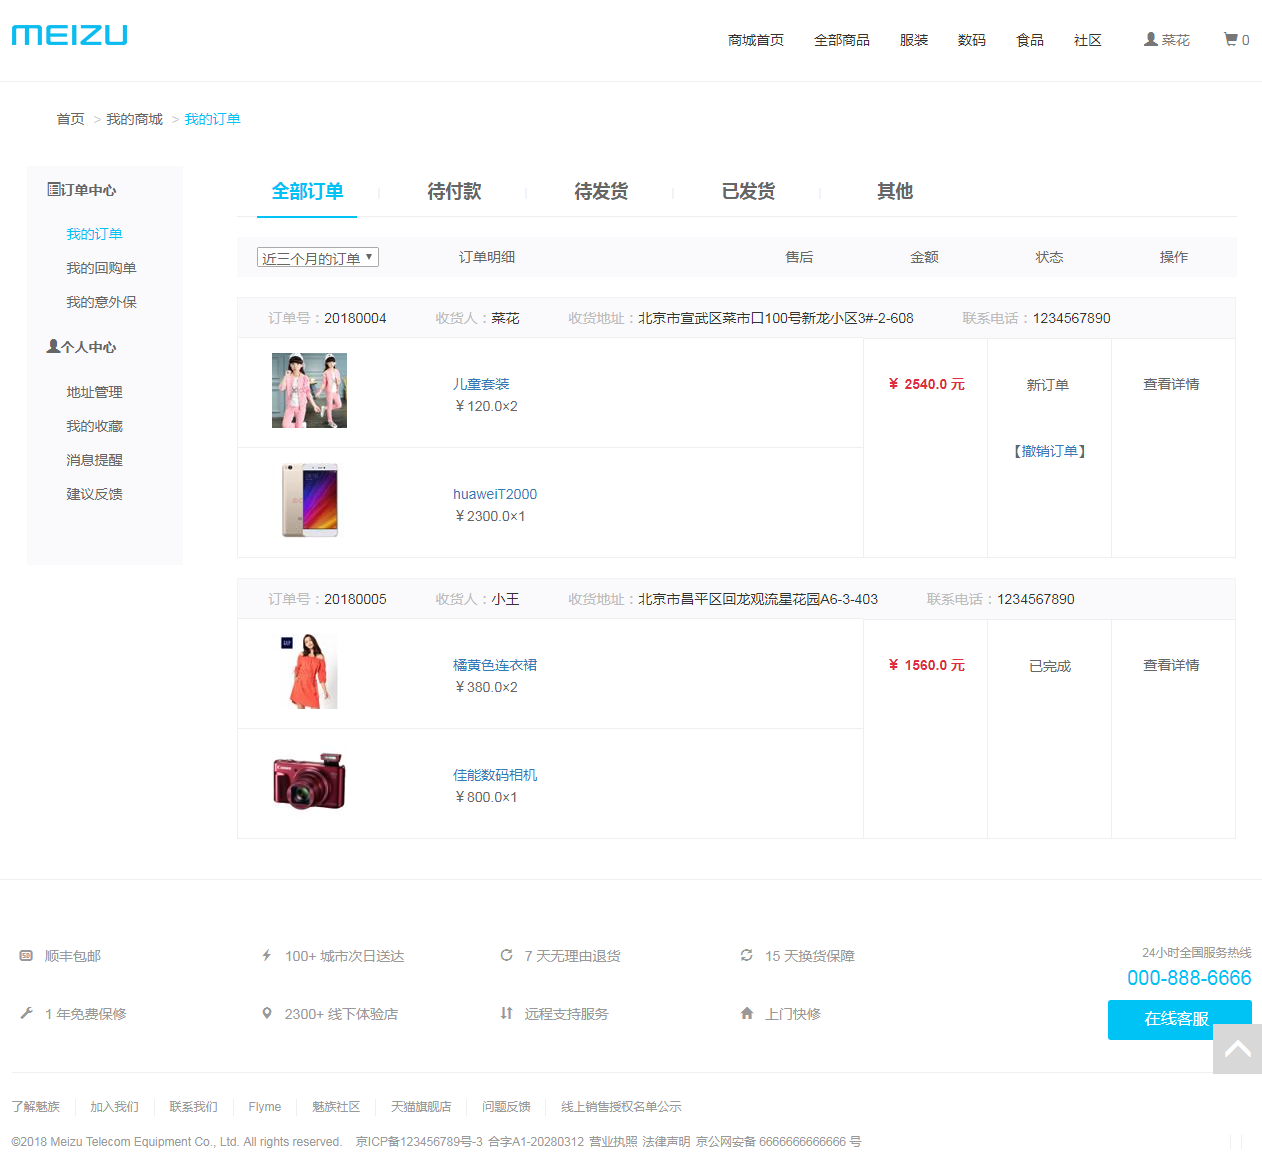 MEIZU
商城首页 全部商品 服装 数码 食品 社区 菜花 0
首页 > 我的商城 > 我的订单
订单中心
我的订单
我的回购单
我的意外保
个人中心
地址管理
我的收藏
消息提醒
建议反馈
全部订单 | 待付款 | 待发货 | 已发货 | 其他
近三个月的订单 订单明细 售后 金额 状态 操作
订单号：20180004 收货人：菜花 收货地址：北京市宣武区菜市口100号新龙小区3#-2-608 联系电话：1234567890
儿童套装
￥120.0×2
¥ 2540.0 元 新订单 查看详情
【撤销订单】
huaweiT2000
￥2300.0×1
订单号：20180005 收货人：小王 收货地址：北京市昌平区回龙观流星花园A6-3-403 联系电话：1234567890
橘黄色连衣裙
￥380.0×2
¥ 1560.0 元 已完成 查看详情
佳能数码相机
￥800.0×1
顺丰包邮 100+ 城市次日送达 7 天无理由退货 15 天换货保障
1 年免费保修 2300+ 线下体验店 远程支持服务 上门快修
24小时全国服务热线
000-888-6666
在线客服
了解魅族 加入我们 联系我们 Flyme 魅族社区 天猫旗舰店 问题反馈 线上销售授权名单公示
©2018 Meizu Telecom Equipment Co., Ltd. All rights reserved. 京ICP备123456789号-3 合字A1-20280312 营业执照 法律声明 京公网安备 6666666666666 号